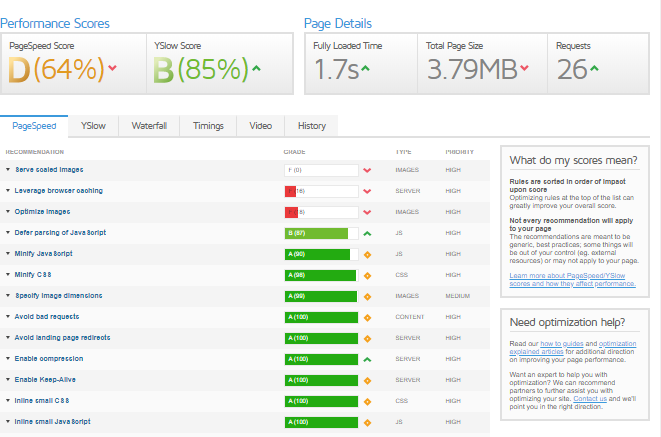 Performance Scores
Page Details
PageSpeed Score
YSlow Score
D(64%)
B(85%)
Fully Loaded Time
Total Page Size
Requests
1.7s
3.79MB
26
PageSpeed
YSlow
Waterfall
Timings
Video
History
RECOMMENDATION GRADE TYPE PRIORITY
Serve scaled images F (0) IMAGES HIGH
Leverage browser caching SERVER HIGH
Optimize images IMAGES HIGH
Defer parsing of JavaScript B (87) JS HIGH
Minify JavaScript A (90) JS HIGH
Minify CSS A (98) CSS HIGH
Specify image dimensions A (99) IMAGES MEDIUM
Avoid bad requests A (100) CONTENT HIGH
Avoid landing page redirects A (100) SERVER HIGH
Enable compression A (100) SERVER HIGH
Enable Keep-Alive A (100) SERVER HIGH
Inline small CSS A (100) CSS HIGH
Inline small JavaScript A (100) JS HIGH
What do my scores mean?
Rules are sorted in order of impact
upon score
Optimizing rules at the top of the list can
greatly improve your overall score.
Not every recommendation will apply
to your page
The recommendations are meant to be
generic, best practices; some things will
be out of your control (eg. external
resources) or may not apply to your page.
Learn more about PageSpeed/YSlow
scores and how they affect performance.
Need optimization help?
Read our how to guides and optimization
explained articles for additional direction
on improving your page performance.
Want an expert to help you with
optimization? We can recommend
partners to further assist you with
optimizing your site. Contact us and we'll
point you in the right direction.